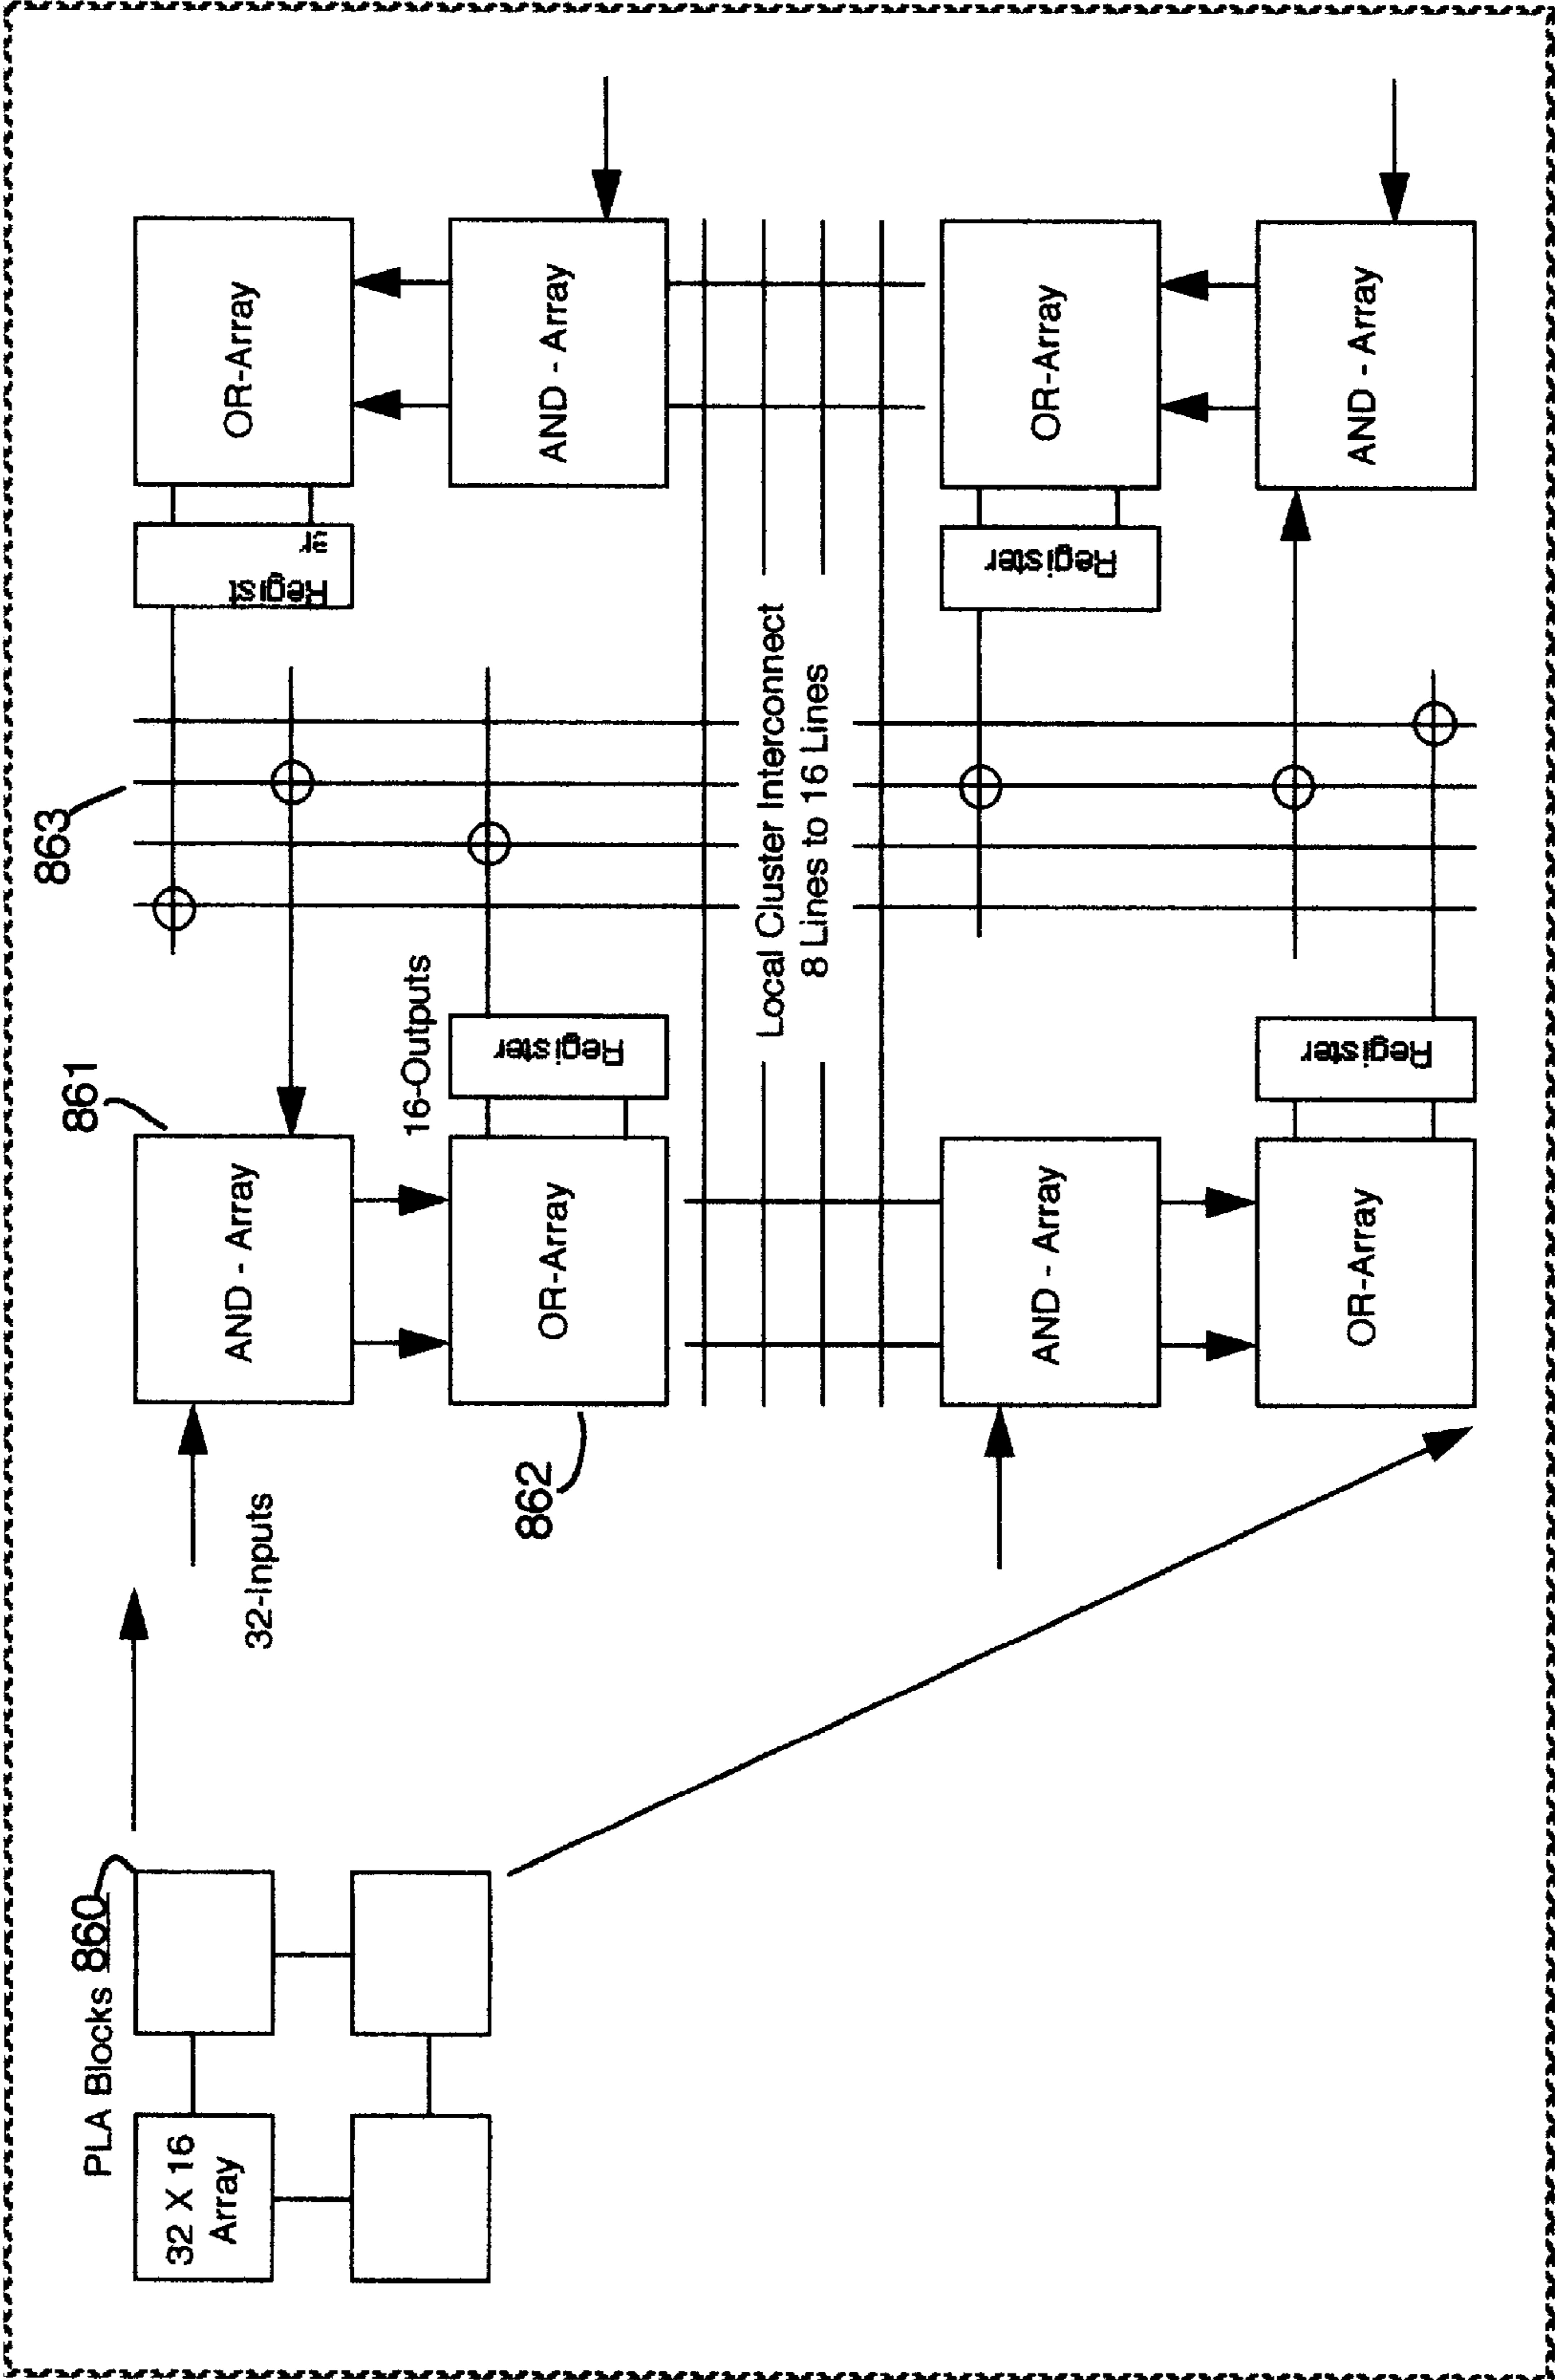 PLA Blocks 860
32 X 16
Array
32-Inputs
861
AND - Array
862
OR-Array
16-Outputs
Register
863
Regist
er
OR-Array
AND - Array
Local Cluster Interconnect
8 Lines to 16 Lines
AND - Array
OR-Array
Register
Register
OR-Array
AND - Array